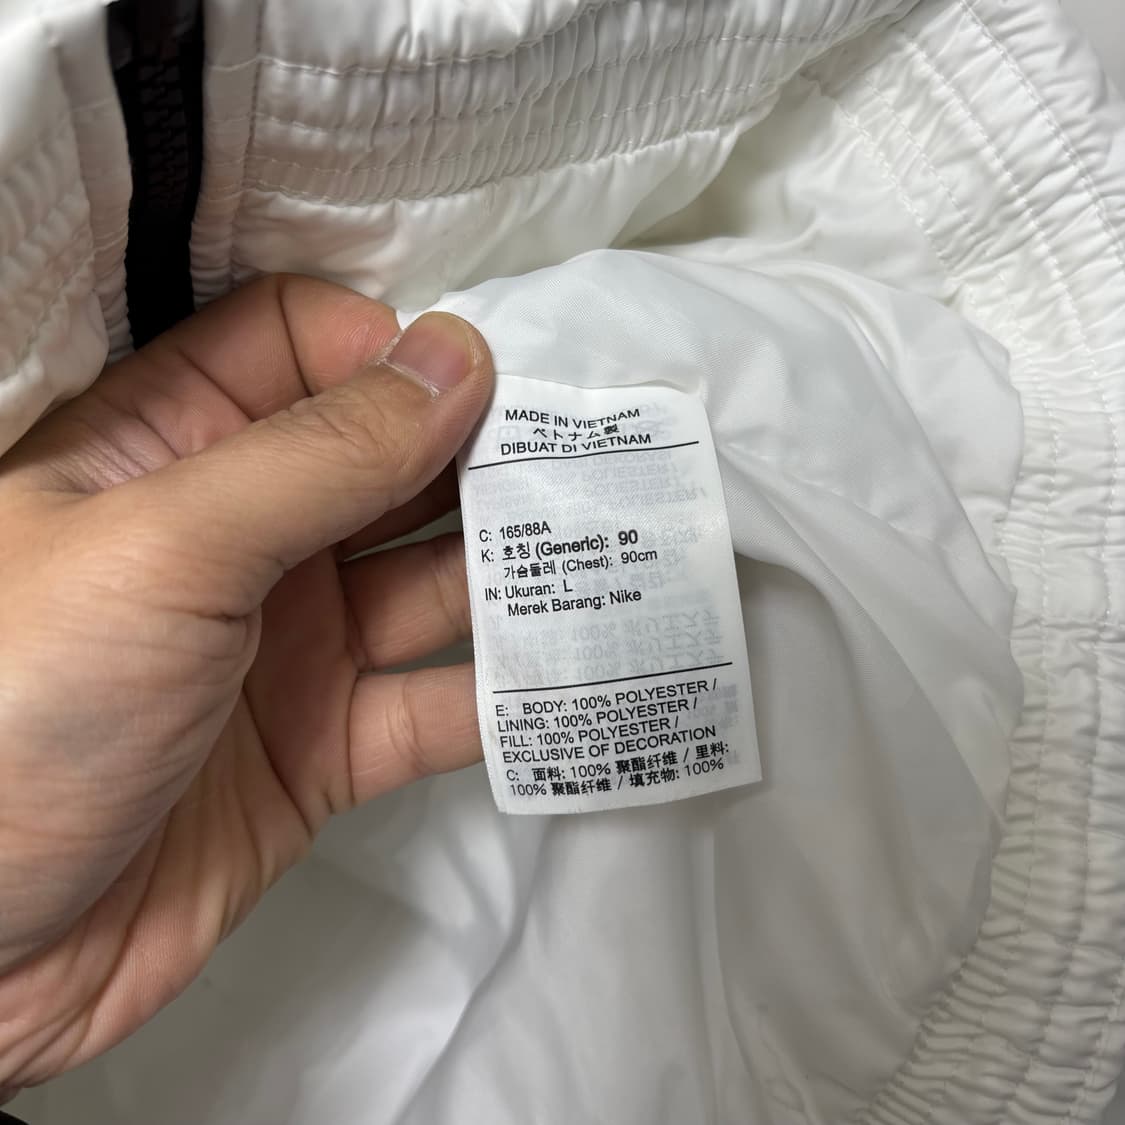 MADE IN VIETNAM
ベトナム製
DIBUAT DI VIETNAM
C: 165/88A
K: 호칭 (Generic): 90
가슴둘레 (Chest): 90cm
IN: Ukuran: L
Merek Barang: Nike
E: BODY: 100% POLYESTER /
LINING: 100% POLYESTER /
FILL: 100% POLYESTER /
EXCLUSIVE OF DECORATION
C: 面料: 100% 聚酯纤维 / 里料:
100% 聚酯纤维 / 填充物: 100%